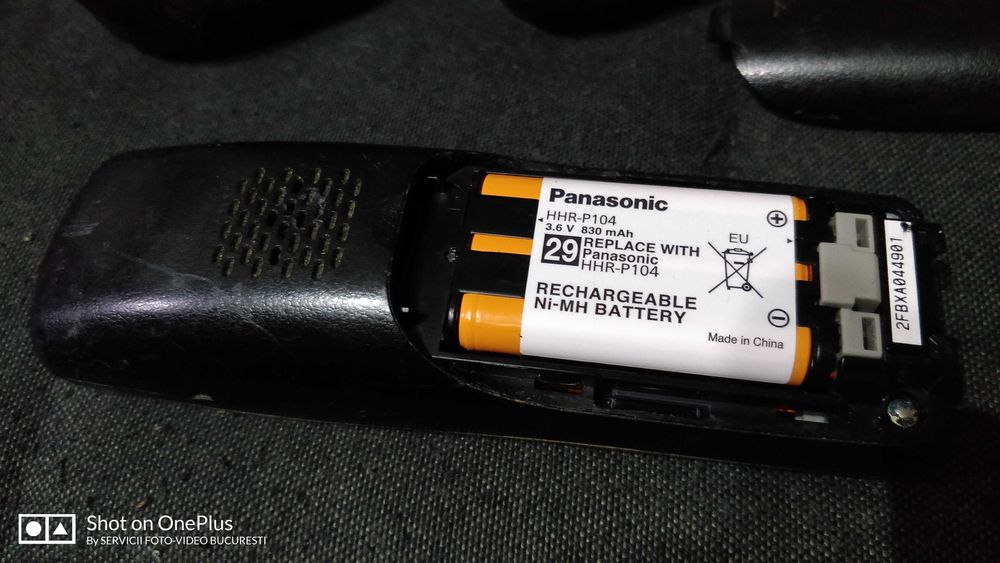 Panasonic
HHR-P104
3.6 V 830 mAh
29 REPLACE WITH
Panasonic
HHR-P104
EU
RECHARGEABLE
Ni-MH BATTERY
Made in China
2FBXA044901
Shot on OnePlus
By SERVICII FOTO-VIDEO BUCURESTI